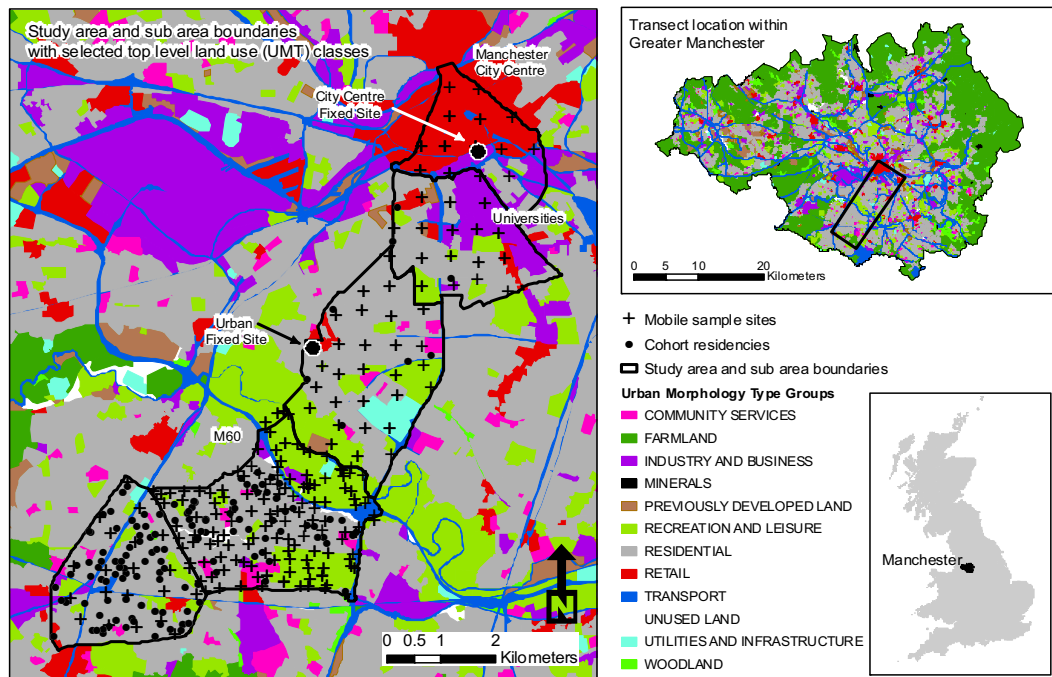 Study area and sub area boundaries
with selected top level land use (UMT) classes
Manchester
City Centre
City Centre
Fixed Site
Universities
Urban
Fixed Site
M60
N
0 0.5 1 2
Kilometers
Transect location within
Greater Manchester
0 5 10 20
Kilometers
Mobile sample sites
Cohort residencies
Study area and sub area boundaries
Urban Morphology Type Groups
COMMUNITY SERVICES
FARMLAND
INDUSTRY AND BUSINESS
MINERALS
PREVIOUSLY DEVELOPED LAND
RECREATION AND LEISURE
RESIDENTIAL
RETAIL
TRANSPORT
UNUSED LAND
UTILITIES AND INFRASTRUCTURE
WOODLAND
Manchester